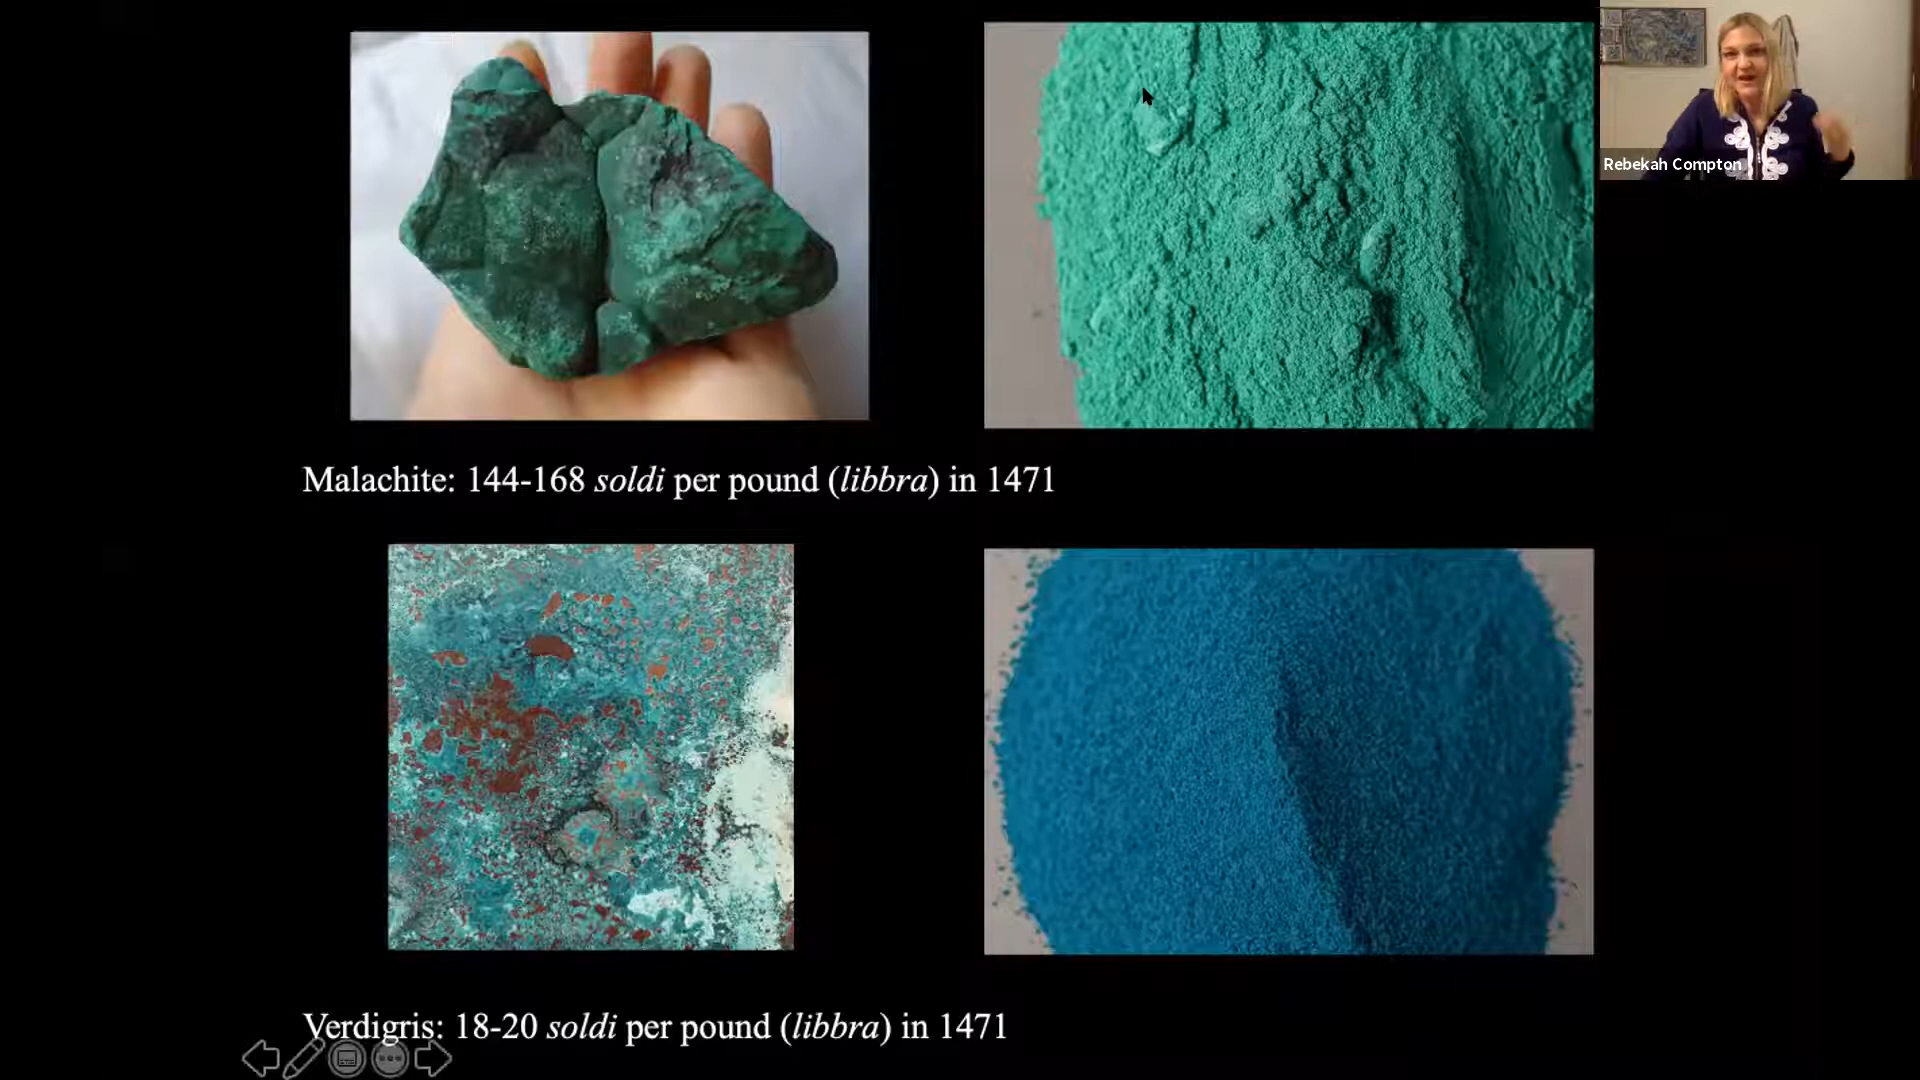 Rebekah Compton
Malachite: 144-168 soldi per pound (libbra) in 1471
Verdigris: 18-20 soldi per pound (libbra) in 1471